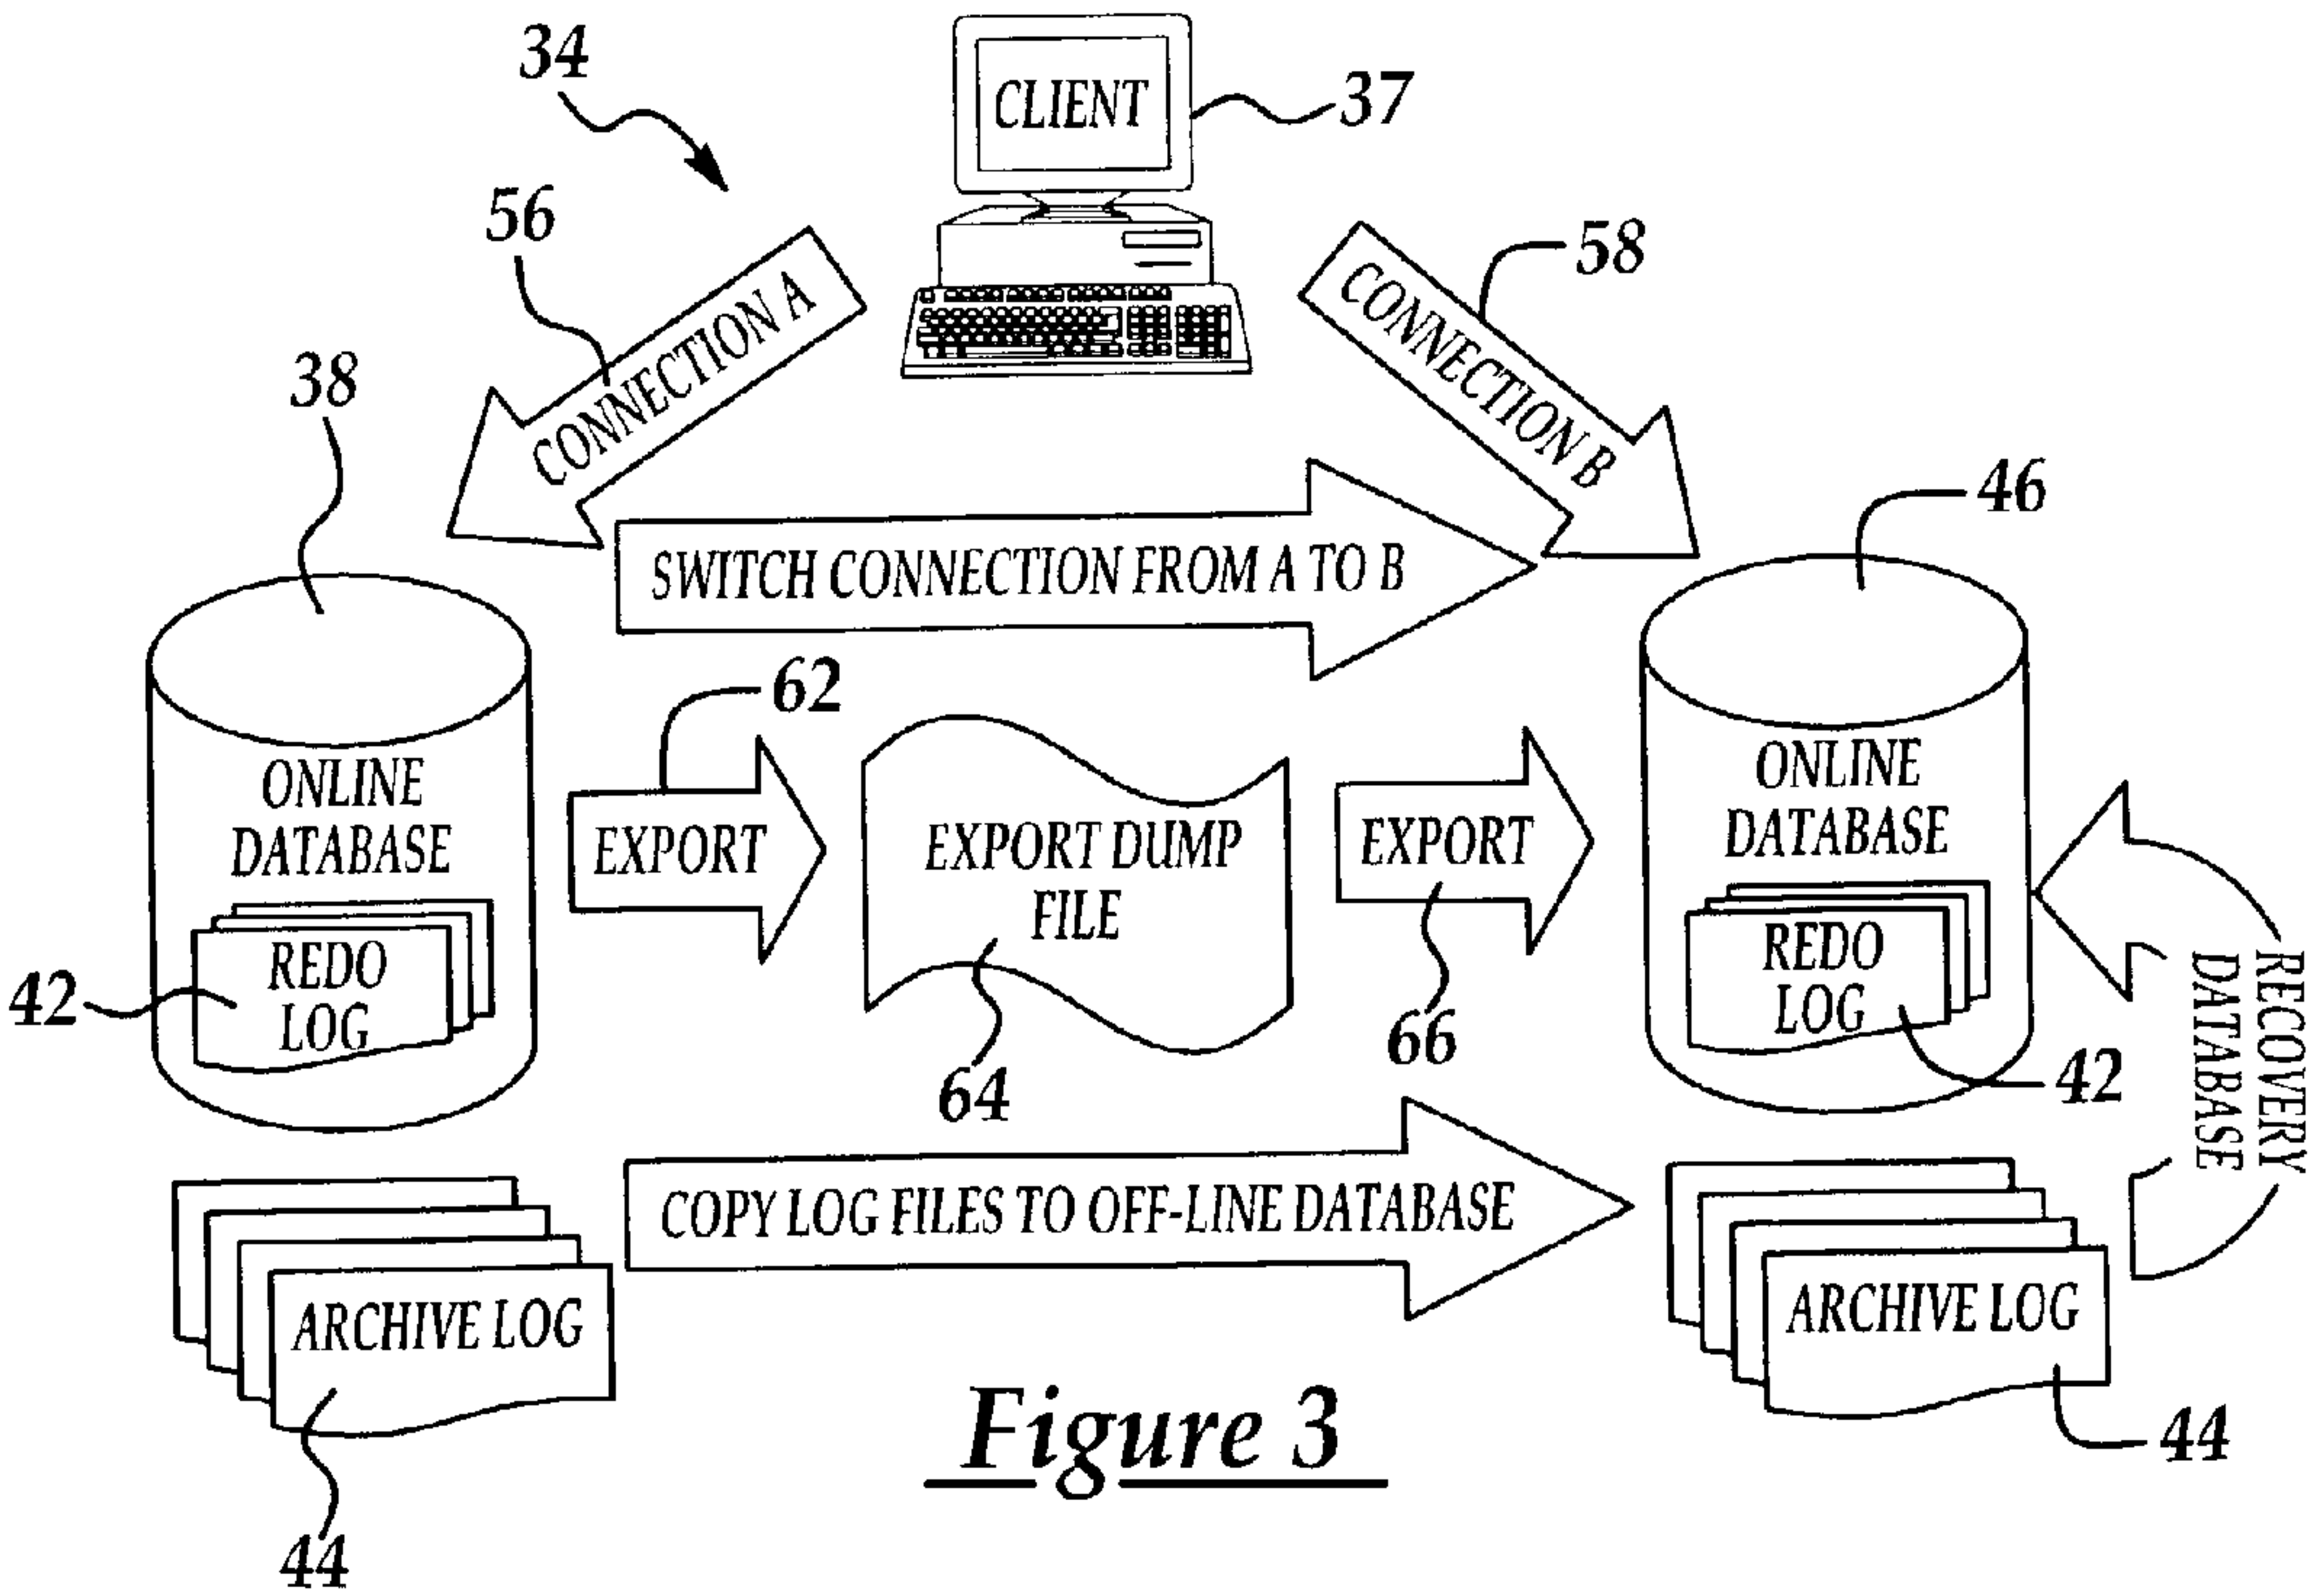 34
CLIENT
37
56
58
CONNECTION A
CONNECTION B
38
46
SWITCH CONNECTION FROM A TO B
62
ONLINE
DATABASE
EXPORT
EXPORT DUMP
FILE
EXPORT
ONLINE
DATABASE
REDO
LOG
42
64
66
REDO
LOG
42
RECOVERY
DATABASE
COPY LOG FILES TO OFF-LINE DATABASE
ARCHIVE LOG
ARCHIVE LOG
44
44
Figure 3